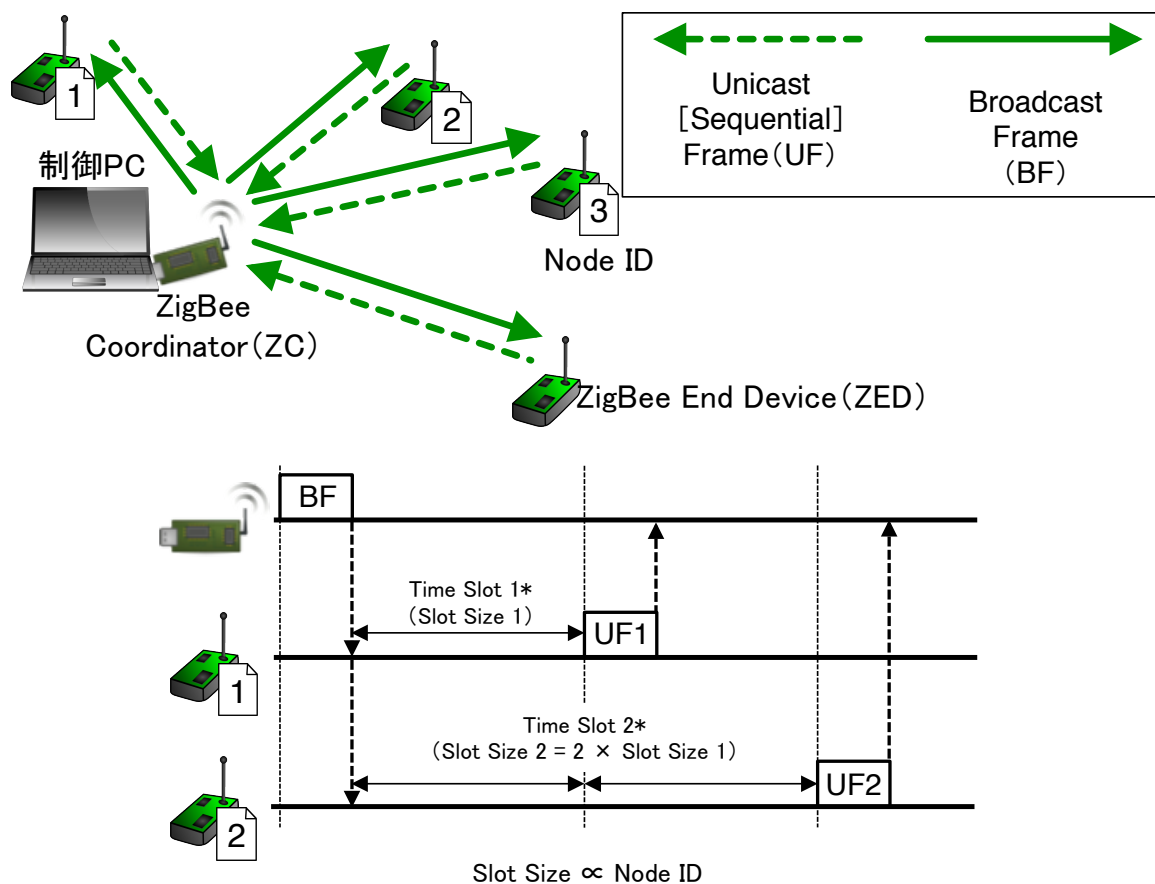 1
2
3
制御PC
Node ID
ZigBee
Coordinator（ZC）
ZigBee End Device（ZED）
Unicast
［Sequential］
Frame（UF）
Broadcast
Frame
（BF）
BF
Time Slot 1*
（Slot Size 1）
UF1
1
Time Slot 2*
（Slot Size 2 = 2 × Slot Size 1）
UF2
2
Slot Size ∝ Node ID